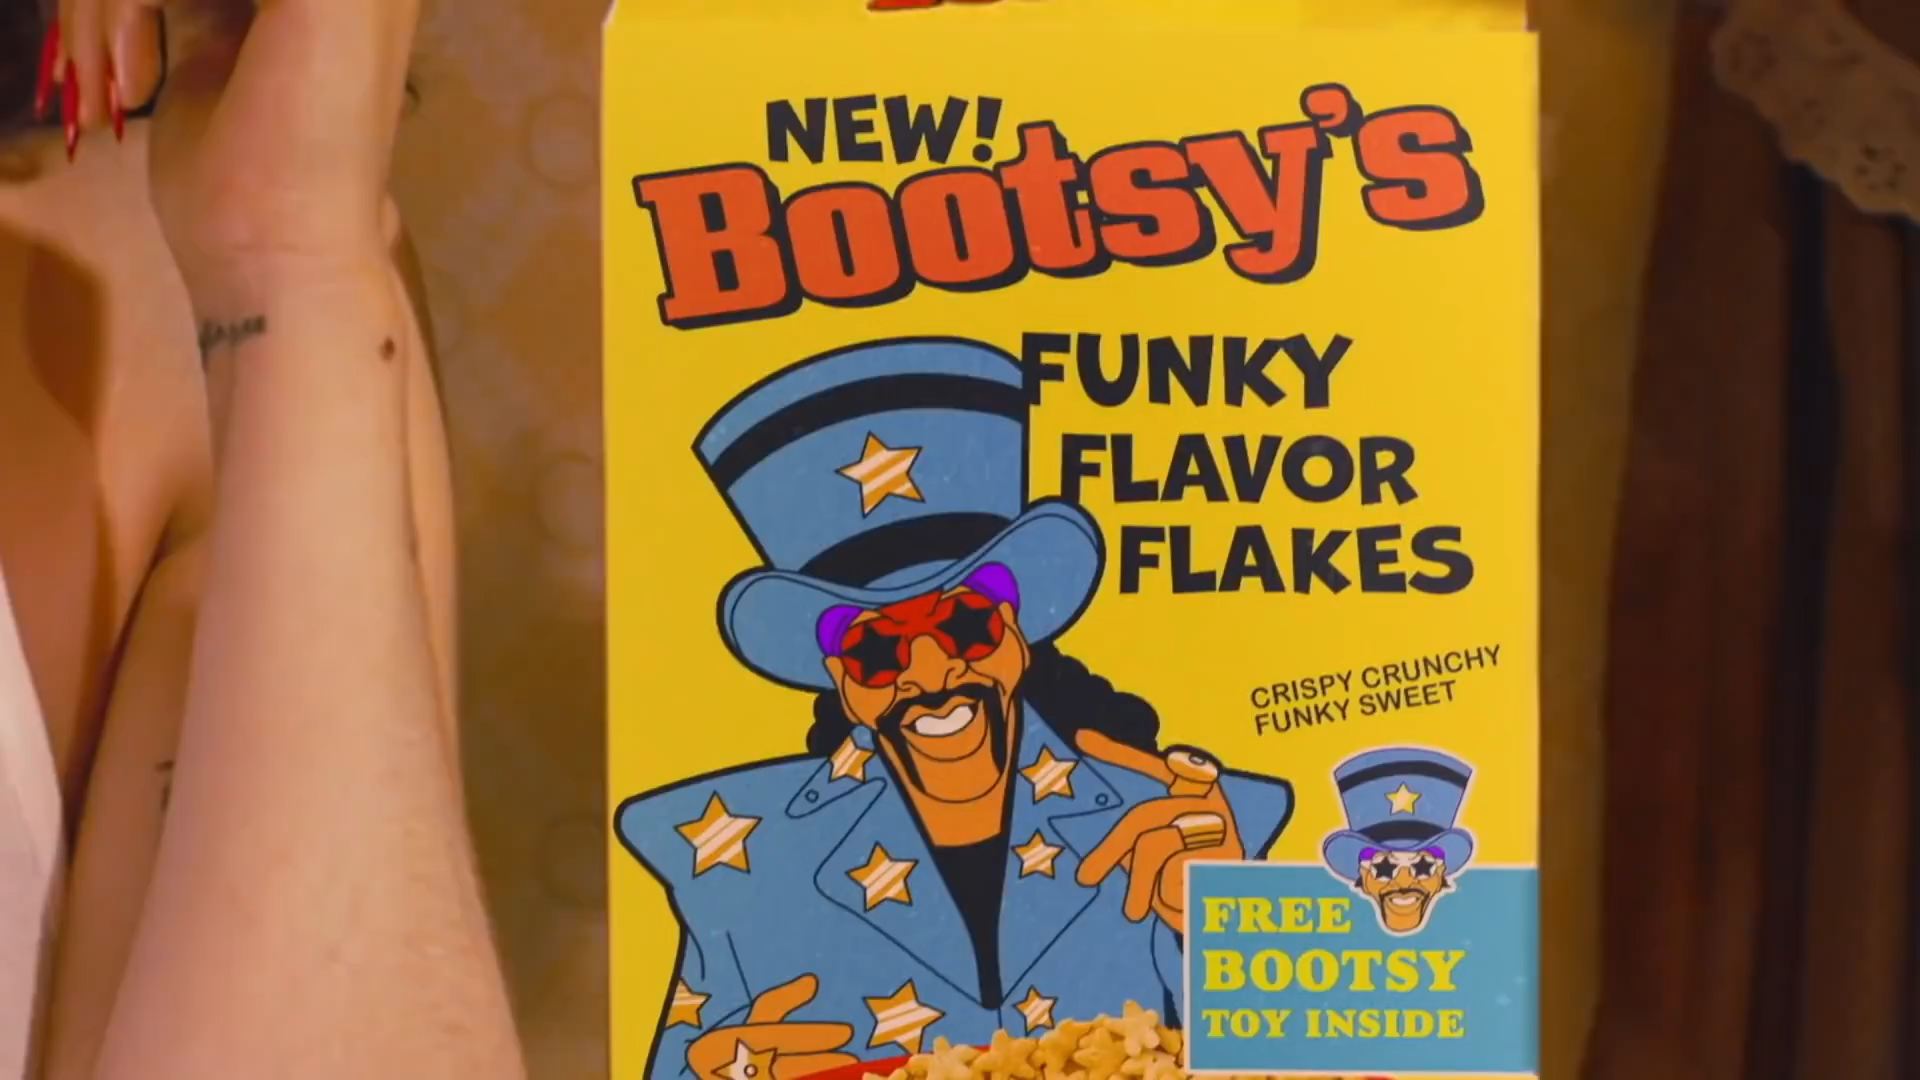 NEW!
Bootsy's
FUNKY
FLAVOR
FLAKES
CRISPY CRUNCHY
FUNKY SWEET
FREE
BOOTSY
TOY INSIDE